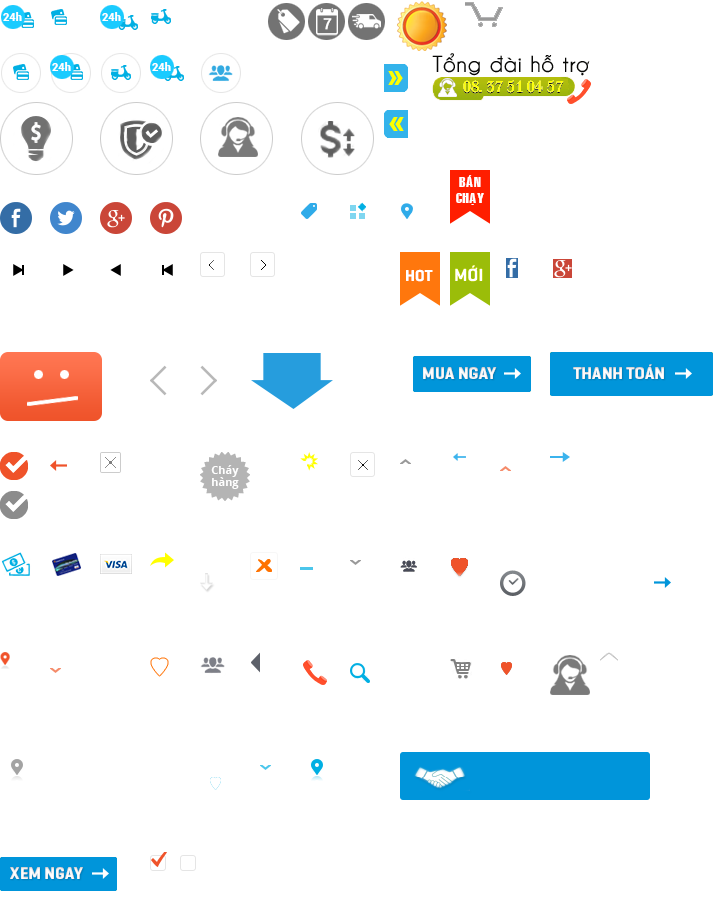 24h
24h
7
Tổng đài hỗ trợ
24h
24h
08. 37 51 04 57
BÁN
CHẠY
g+
HOT
MỚI
g+
MUA NGAY
THANH TOÁN
Cháy
hàng
VISA
XEM NGAY